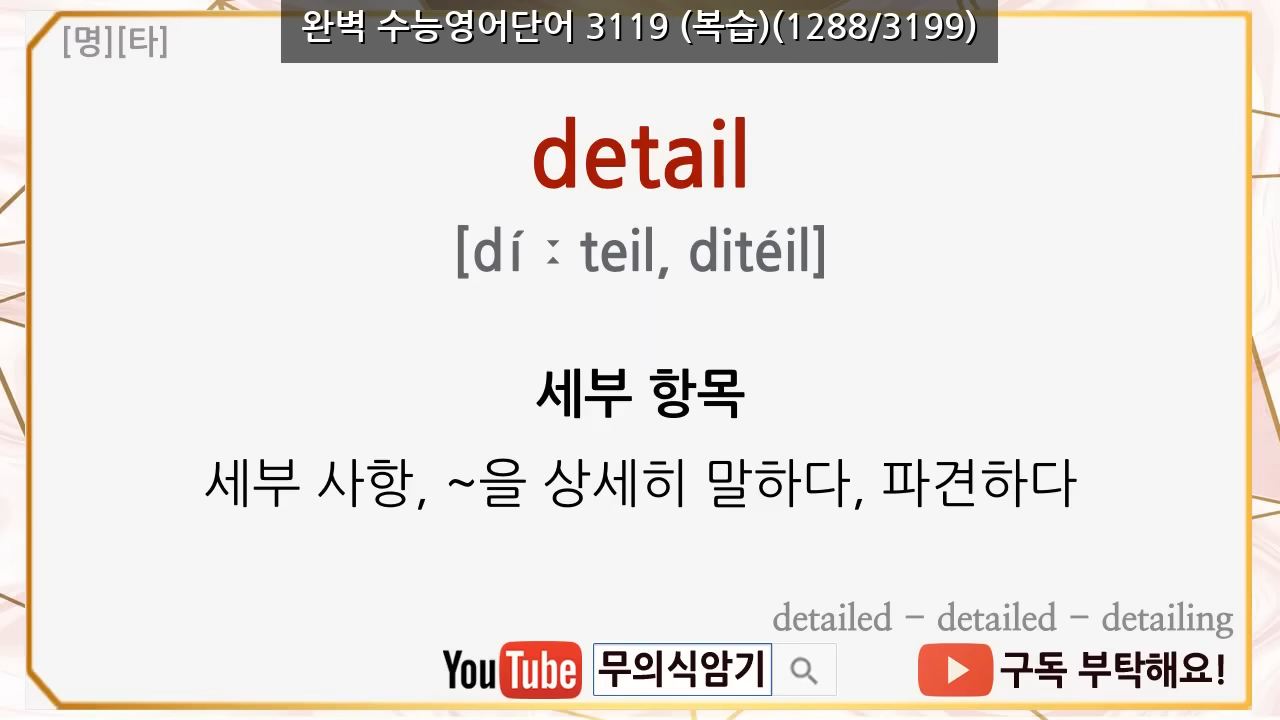 완벽 수능영어단어 3119 (복습)(1288/3199)
[명][타]
detail
[dí ː teil, ditéil]
세부 항목
세부 사항, ~을 상세히 말하다, 파견하다
detailed - detailed - detailing
YouTube 무의식암기 구독 부탁해요!